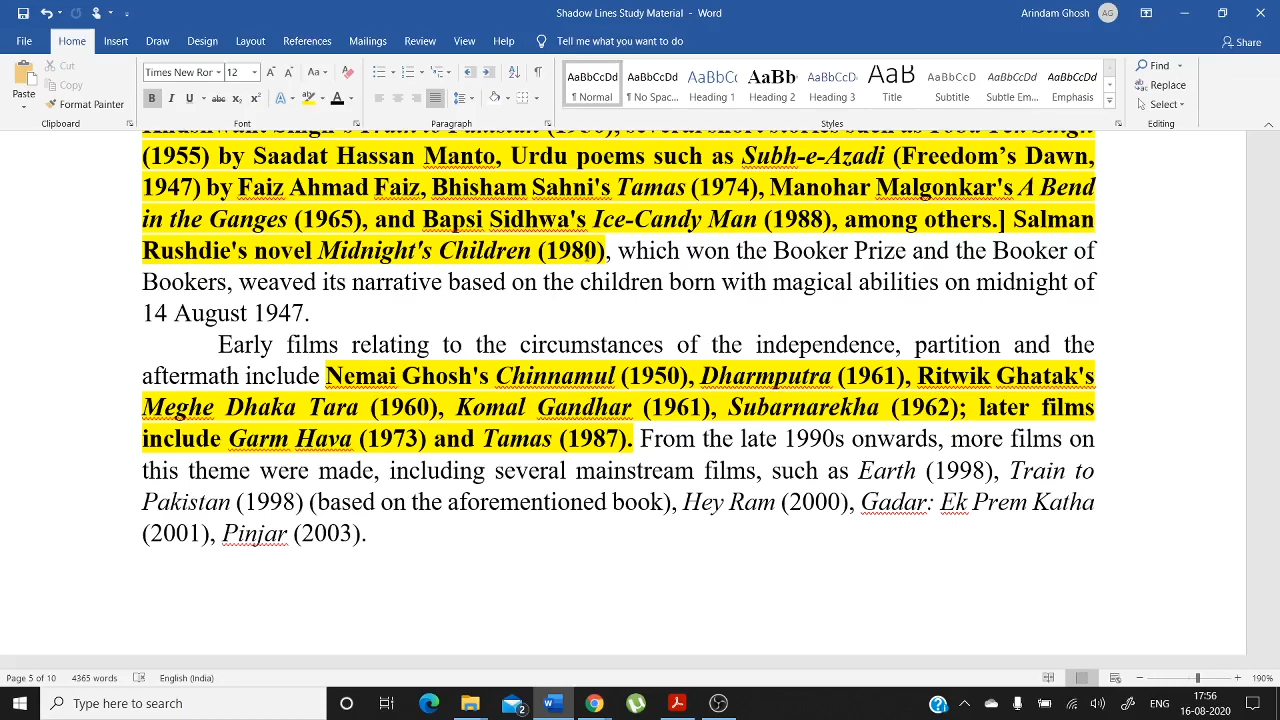 Shadow Lines Study Material - Word
Arindam Ghosh AG
File Home Insert Draw Design Layout References Mailings Review View Help Tell me what you want to do Share
Paste Cut Copy Format Painter
Times New Ror 12 Aa
B I U abc x₂ x² A A
AaBbCcDd AaBbCcDd AaBbCc AaBb AaBbCcD AaB AaBbCcD AaBbCcDd AaBbCcDd
¶ Normal ¶ No Spac... Heading 1 Heading 2 Heading 3 Title Subtitle Subtle Em... Emphasis
Find Replace Select
Clipboard Font Paragraph Styles Editing
(1955) by Saadat Hassan Manto, Urdu poems such as Subh-e-Azadi (Freedom’s Dawn,
1947) by Faiz Ahmad Faiz, Bhisham Sahni's Tamas (1974), Manohar Malgonkar's A Bend
in the Ganges (1965), and Bapsi Sidhwa's Ice-Candy Man (1988), among others.] Salman
Rushdie's novel Midnight's Children (1980), which won the Booker Prize and the Booker of
Bookers, weaved its narrative based on the children born with magical abilities on midnight of
14 August 1947.
Early films relating to the circumstances of the independence, partition and the
aftermath include Nemai Ghosh's Chinnamul (1950), Dharmputra (1961), Ritwik Ghatak's
Meghe Dhaka Tara (1960), Komal Gandhar (1961), Subarnarekha (1962); later films
include Garm Hava (1973) and Tamas (1987). From the late 1990s onwards, more films on
this theme were made, including several mainstream films, such as Earth (1998), Train to
Pakistan (1998) (based on the aforementioned book), Hey Ram (2000), Gadar: Ek Prem Katha
(2001), Pinjar (2003).
Page 5 of 10 4365 words English (India) 190%
Type here to search 2 ENG 17:56
16-08-2020